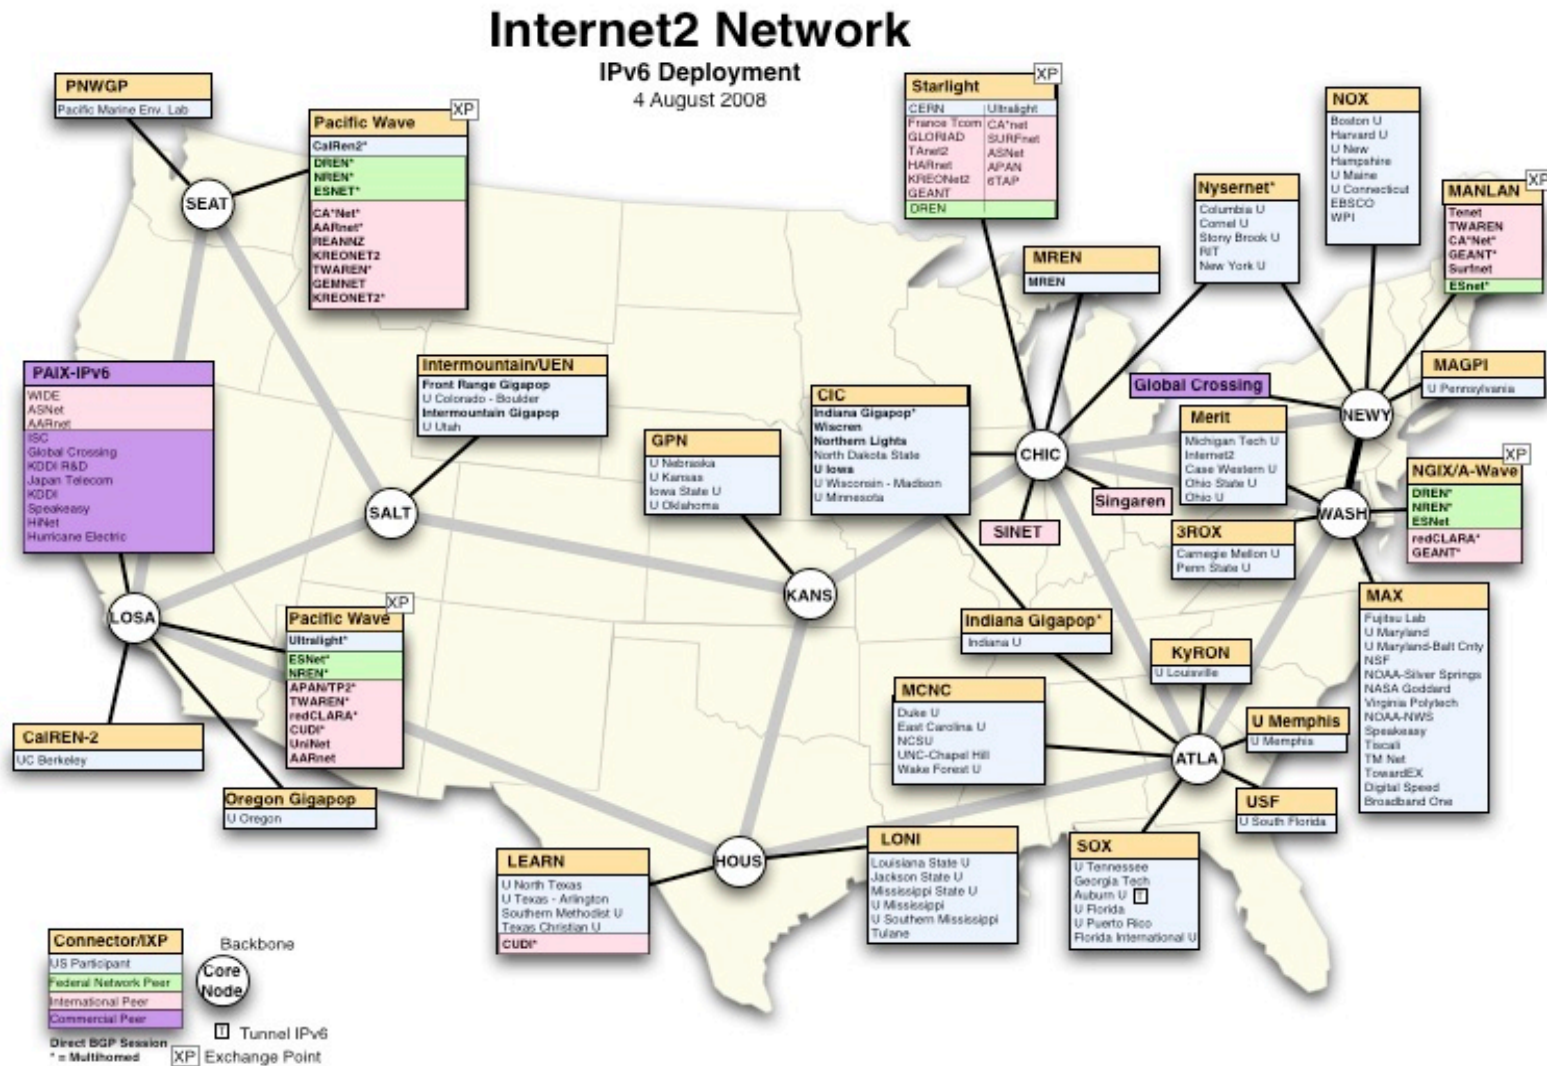 Internet2 Network
IPv6 Deployment
4 August 2008
PNWGP
Pacific Marine Env. Lab
XP
Pacific Wave
CalRen2*
DREN*
NREN*
ESNET*
CA*Net*
AARnet*
REANNZ
KREONET2
TWAREN*
GEMNET
KREONET2*
SEAT
XP
Starlight
CERN
Ultralight
France Tcom
CA*net
GLORIAD
SURFnet
TAnet2
ASNet
HARnet
APAN
KREONet2
6TAP
GEANT
DREN
MREN
MREN
Nysernet*
Columbia U
Cornel U
Stony Brook U
RIT
New York U
NOX
Boston U
Harvard U
U New
Hampshire
U Maine
U Connecticut
EBSCO
WPI
XP
MANLAN
Tenet
TWAREN
CA*Net*
GEANT*
Surfnet
ESnet*
MAGPI
U Pennsylvania
Global Crossing
NEWY
PAIX-IPv6
WIDE
ASNet
AARnet
ISC
Global Crossing
KDDI R&D
Japan Telecom
KDDI
Speakeasy
HiNet
Hurricane Electric
Intermountain/UEN
Front Range Gigapop
U Colorado - Boulder
Intermountain Gigapop
U Utah
SALT
GPN
U Nebraska
U Kansas
Iowa State U
U Oklahoma
KANS
CIC
Indiana Gigapop*
Wiscren
Northern Lights
North Dakota State
U Iowa
U Wisconsin - Madison
U Minnesota
CHIC
SINET
Singaren
Merit
Michigan Tech U
Internet2
Case Western U
Ohio State U
Ohio U
WASH
XP
NGIX/A-Wave
DREN*
NREN*
ESNet
redCLARA*
GEANT*
3ROX
Carnegie Mellon U
Penn State U
MAX
Fujitsu Lab
U Maryland
U Maryland-Balt Cnty
NSF
NOAA-Silver Springs
NASA Goddard
Virginia Polytech
NOAA-NWS
Speakeasy
Tiscali
TM Net
TowardEX
Digital Speed
Broadband One
LOSA
XP
Pacific Wave
Ultralight*
ESNet*
NREN*
APAN/TP2*
TWAREN*
redCLARA*
CUDI*
UniNet
AARnet
CalREN-2
UC Berkeley
Oregon Gigapop
U Oregon
Indiana Gigapop*
Indiana U
KyRON
U Louisville
MCNC
Duke U
East Carolina U
NCSU
UNC-Chapel Hill
Wake Forest U
U Memphis
U Memphis
ATLA
USF
U South Florida
SOX
U Tennessee
Georgia Tech
Auburn U T
U Florida
U Puerto Rico
Florida International U
LONI
Louisiana State U
Jackson State U
Mississippi State U
U Mississippi
U Southern Mississippi
Tulane
HOUS
LEARN
U North Texas
U Texas - Arlington
Southern Methodist U
Texas Christian U
CUDI*
Connector/IXP
US Participant
Federal Network Peer
International Peer
Commercial Peer
Direct BGP Session
* = Multihomed
Backbone
Core
Node
T Tunnel IPv6
XP Exchange Point